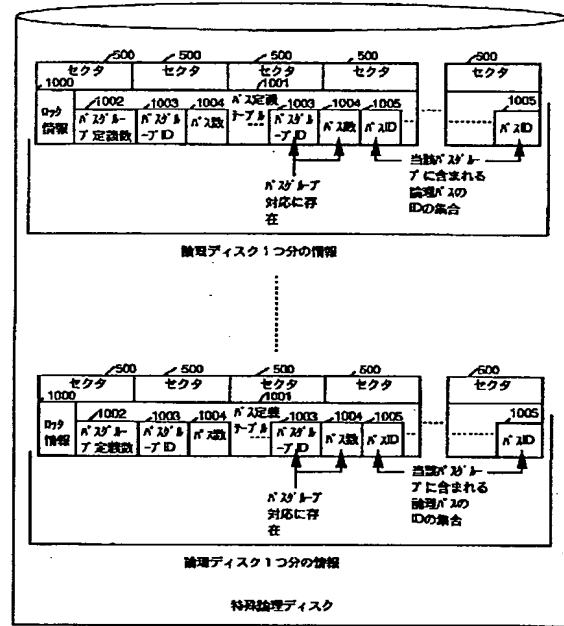 500 500 500 500 500
セクタ セクタ セクタ セクタ セクタ
1000 1001
1002 1003 1004 パス定義 1003 1004 1005 1005
ロック パスグルー パスグル パス数 テーブル パスグル パス数 パスID パスID
情報 プ定義数 ープID ープID
パスグループ
対応に存
在
当該パスグルー
プに含まれる
論理パスの
IDの集合
論理ディスク1つ分の情報
500 500 500 500 500
セクタ セクタ セクタ セクタ セクタ
1000 1001
1002 1003 1004 パス定義 1003 1004 1005 1005
ロック パスグルー パスグル パス数 テーブル パスグル パス数 パスID パスID
情報 プ定義数 ープID ープID
パスグループ
対応に存
在
当該パスグルー
プに含まれる
論理パスの
IDの集合
論理ディスク1つ分の情報
特殊論理ディスク